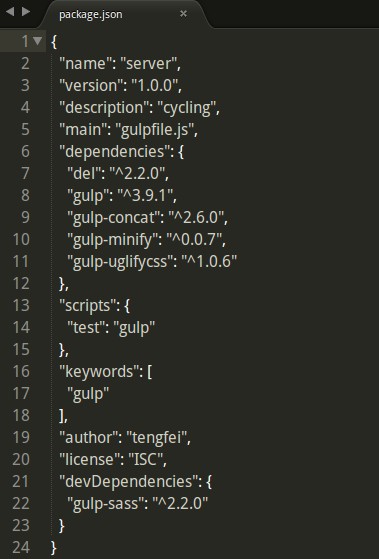 package.json ×
1 {
2 "name": "server",
3 "version": "1.0.0",
4 "description": "cycling",
5 "main": "gulpfile.js",
6 "dependencies": {
7 "del": "^2.2.0",
8 "gulp": "^3.9.1",
9 "gulp-concat": "^2.6.0",
10 "gulp-minify": "^0.0.7",
11 "gulp-uglifycss": "^1.0.6"
12 },
13 "scripts": {
14 "test": "gulp"
15 },
16 "keywords": [
17 "gulp"
18 ],
19 "author": "tengfei",
20 "license": "ISC",
21 "devDependencies": {
22 "gulp-sass": "^2.2.0"
23 }
24 }